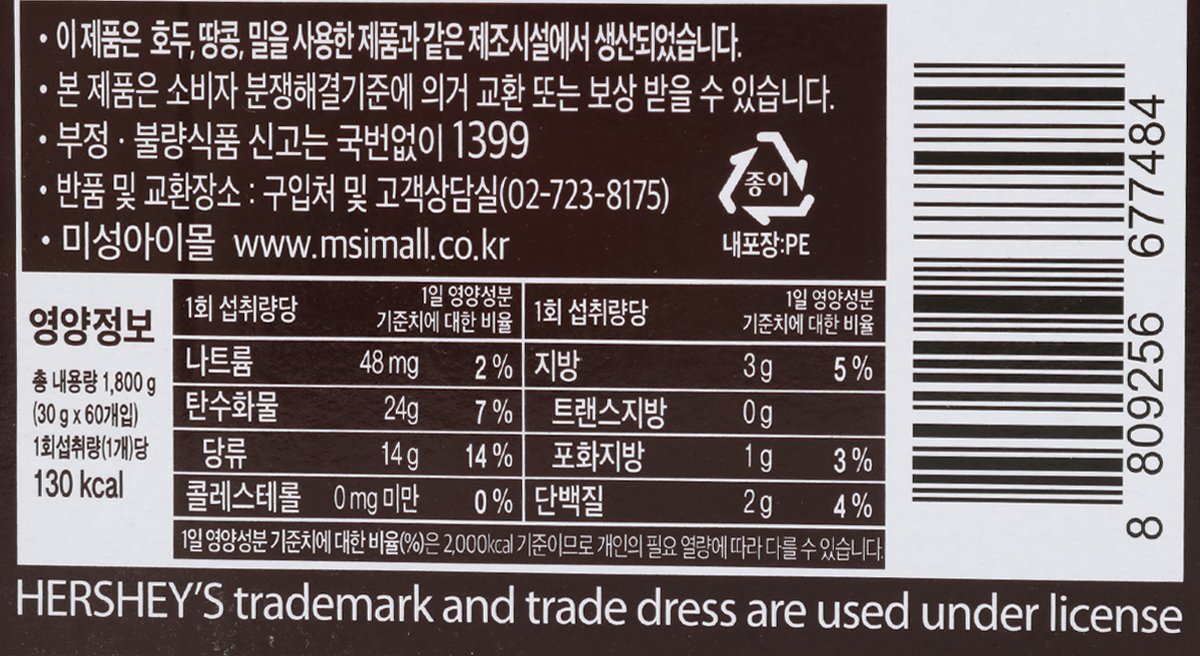 • 이 제품은 호두, 땅콩, 밀을 사용한 제품과 같은 제조시설에서 생산되었습니다.
• 본 제품은 소비자 분쟁해결기준에 의거 교환 또는 보상 받을 수 있습니다.
• 부정 · 불량식품 신고는 국번없이 1399
• 반품 및 교환장소 : 구입처 및 고객상담실(02-723-8175)
• 미성아이몰 www.msimall.co.kr
종이
내포장:PE
영양정보
총 내용량 1,800 g
(30 g x 60개입)
1회섭취량(1개)당
130 kcal
1회 섭취량당 1일 영양성분 기준치에 대한 비율 1회 섭취량당 1일 영양성분 기준치에 대한 비율
나트륨 48 mg 2 % 지방 3 g 5 %
탄수화물 24g 7 % 트랜스지방 0 g
당류 14 g 14 % 포화지방 1 g 3 %
콜레스테롤 0 mg 미만 0 % 단백질 2 g 4 %
1일 영양성분 기준치에 대한 비율(%)은 2,000kcal 기준이므로 개인의 필요 열량에 따라 다를 수 있습니다.
8 809256 677484
HERSHEY'S trademark and trade dress are used under license